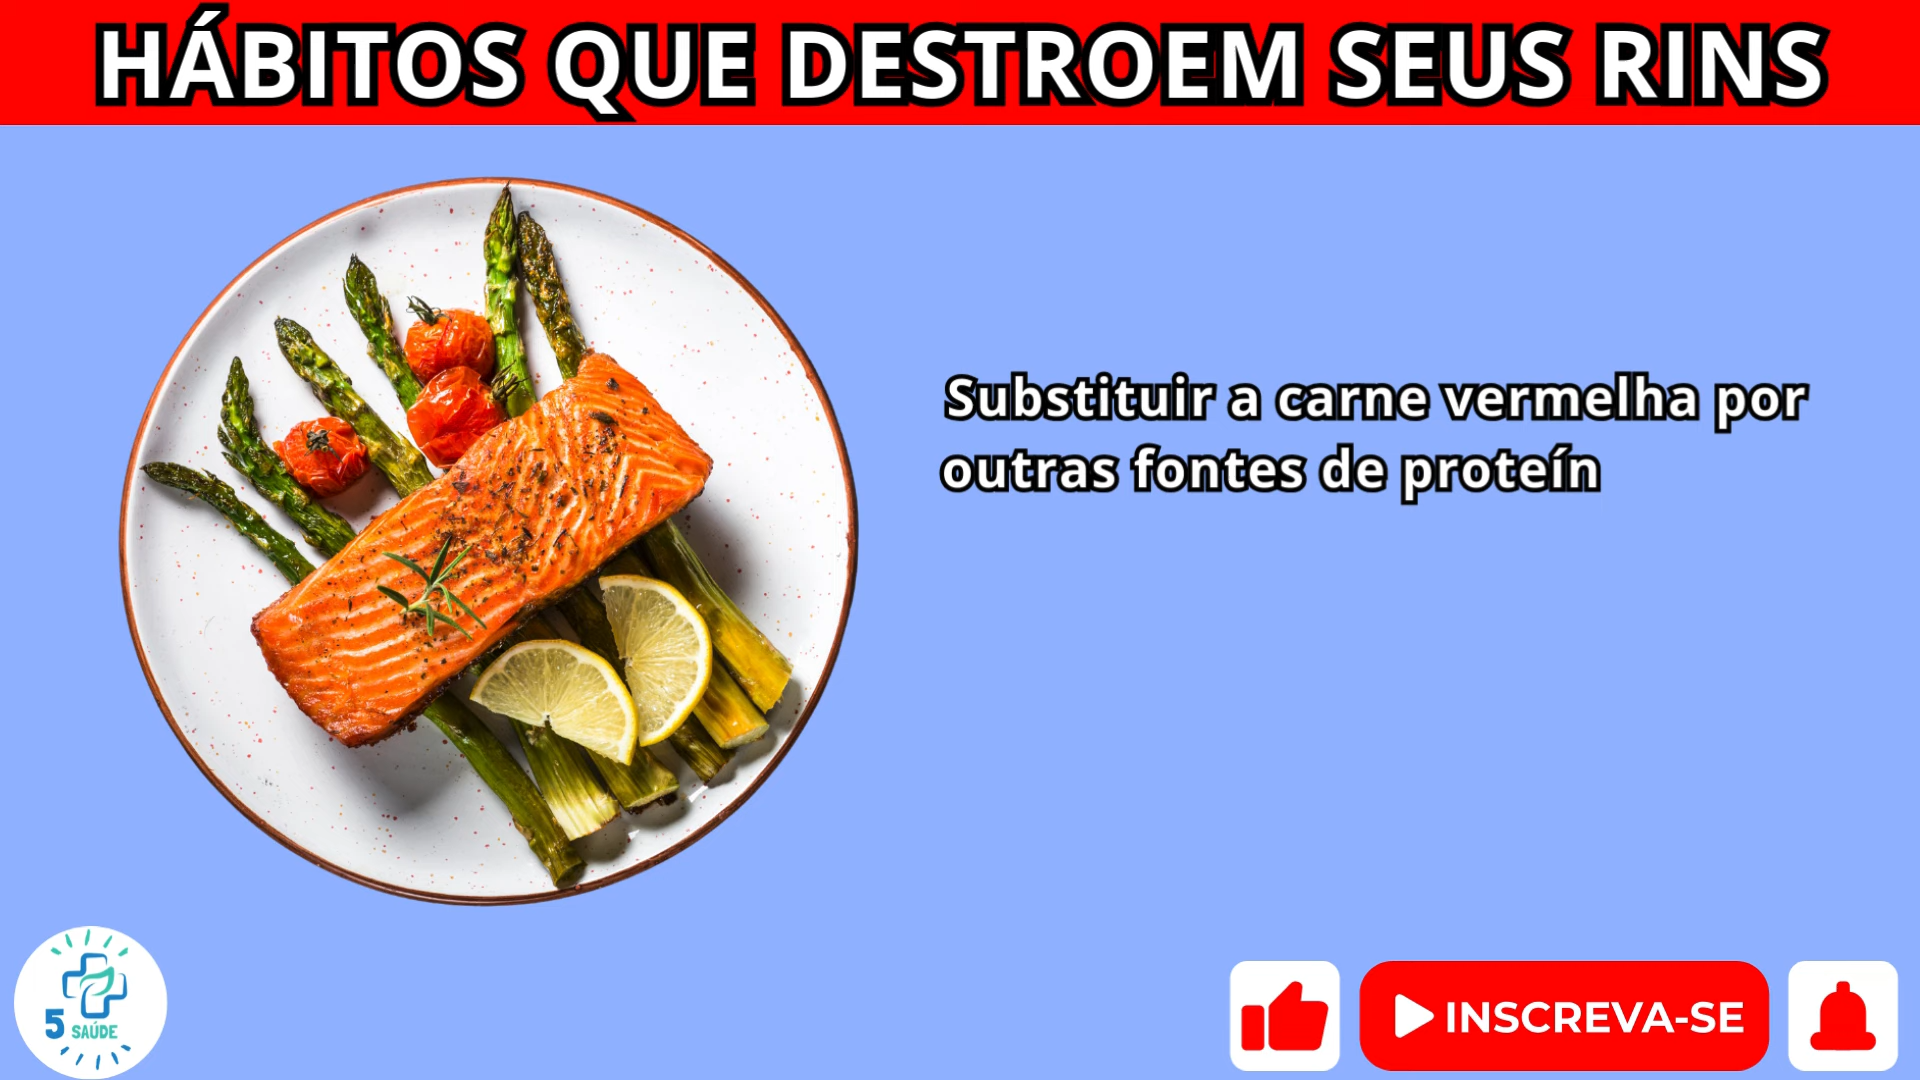 HÁBITOS QUE DESTROEM SEUS RINS
Substituir a carne vermelha por
outras fontes de proteín
5 SAÚDE
INSCREVA-SE